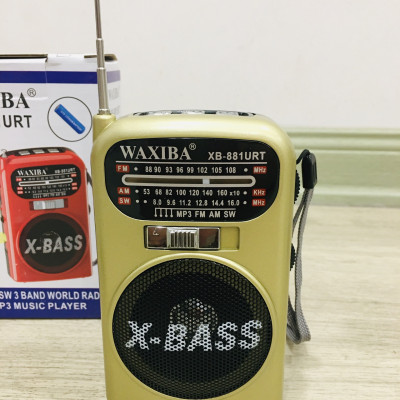 BA®
URT
WAXIBA® XB-881URT
X-BASS
SW 3 BAND WORLD RAD
P3 MUSIC PLAYER
WAXIBA® XB-881URT
FM 88 90 93 96 99 102 105 108 MHz
AM 53 68 82 100 120 140 160 x10 KHz
SW 8.0 9.6 11.2 12.8 14.4 16.0 MHz
MP3 FM AM SW
X-BASS